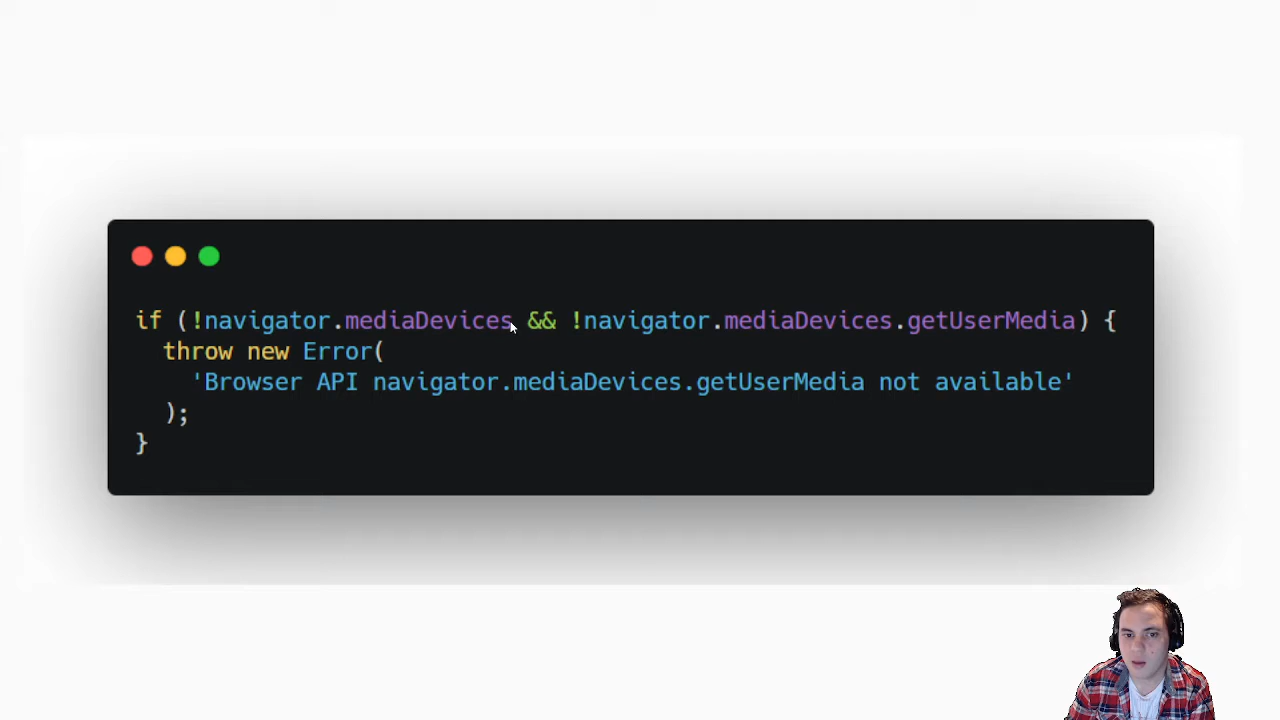 if (!navigator.mediaDevices && !navigator.mediaDevices.getUserMedia) {
throw new Error(
'Browser API navigator.mediaDevices.getUserMedia not available'
);
}